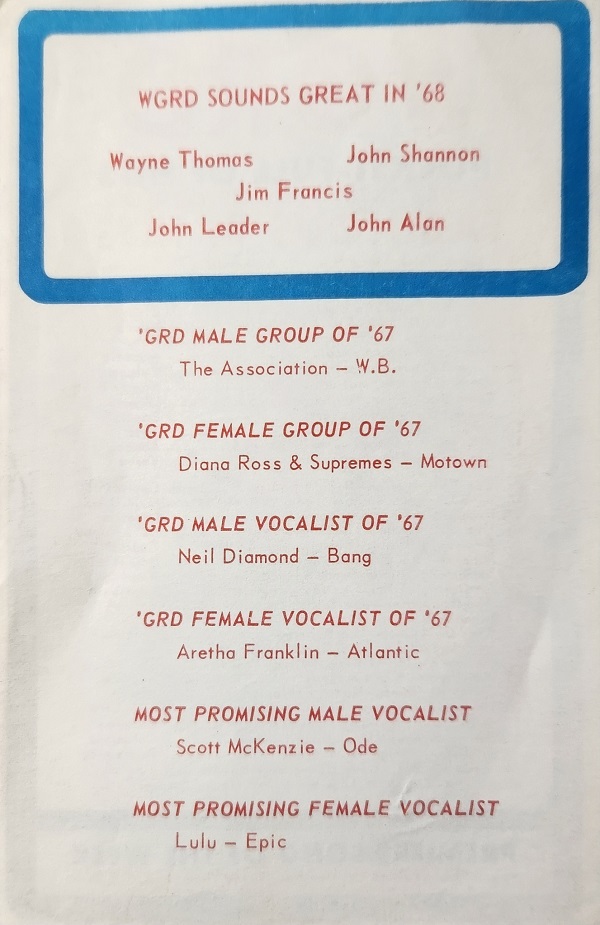 WGRD SOUNDS GREAT IN '68
Wayne Thomas John Shannon
Jim Francis
John Leader John Alan
'GRD MALE GROUP OF '67
The Association – W.B.
'GRD FEMALE GROUP OF '67
Diana Ross & Supremes – Motown
'GRD MALE VOCALIST OF '67
Neil Diamond – Bang
'GRD FEMALE VOCALIST OF '67
Aretha Franklin – Atlantic
MOST PROMISING MALE VOCALIST
Scott McKenzie – Ode
MOST PROMISING FEMALE VOCALIST
Lulu – Epic